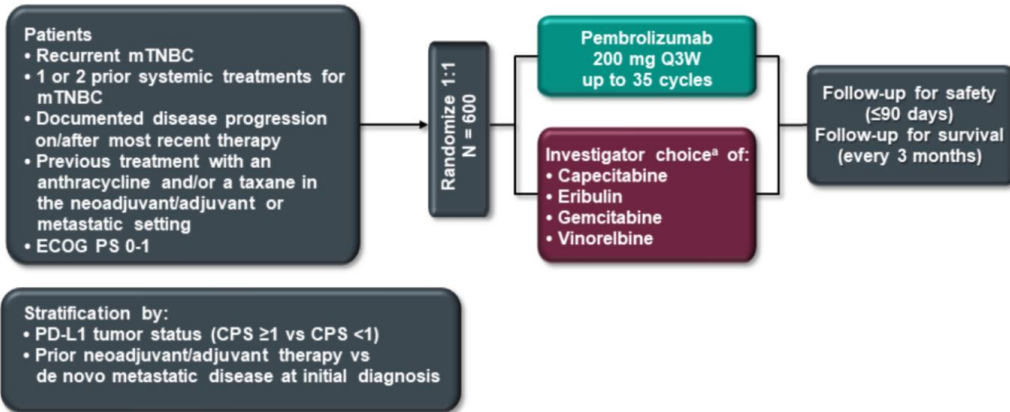 Patients
• Recurrent mTNBC
• 1 or 2 prior systemic treatments for
mTNBC
• Documented disease progression
on/after most recent therapy
• Previous treatment with an
anthracycline and/or a taxane in
the neoadjuvant/adjuvant or
metastatic setting
• ECOG PS 0-1
Randomize 1:1
N = 600
Pembrolizumab
200 mg Q3W
up to 35 cycles
Investigator choiceᵃ of:
• Capecitabine
• Eribulin
• Gemcitabine
• Vinorelbine
Follow-up for safety
(≤90 days)
Follow-up for survival
(every 3 months)
Stratification by:
• PD-L1 tumor status (CPS ≥1 vs CPS <1)
• Prior neoadjuvant/adjuvant therapy vs
de novo metastatic disease at initial diagnosis